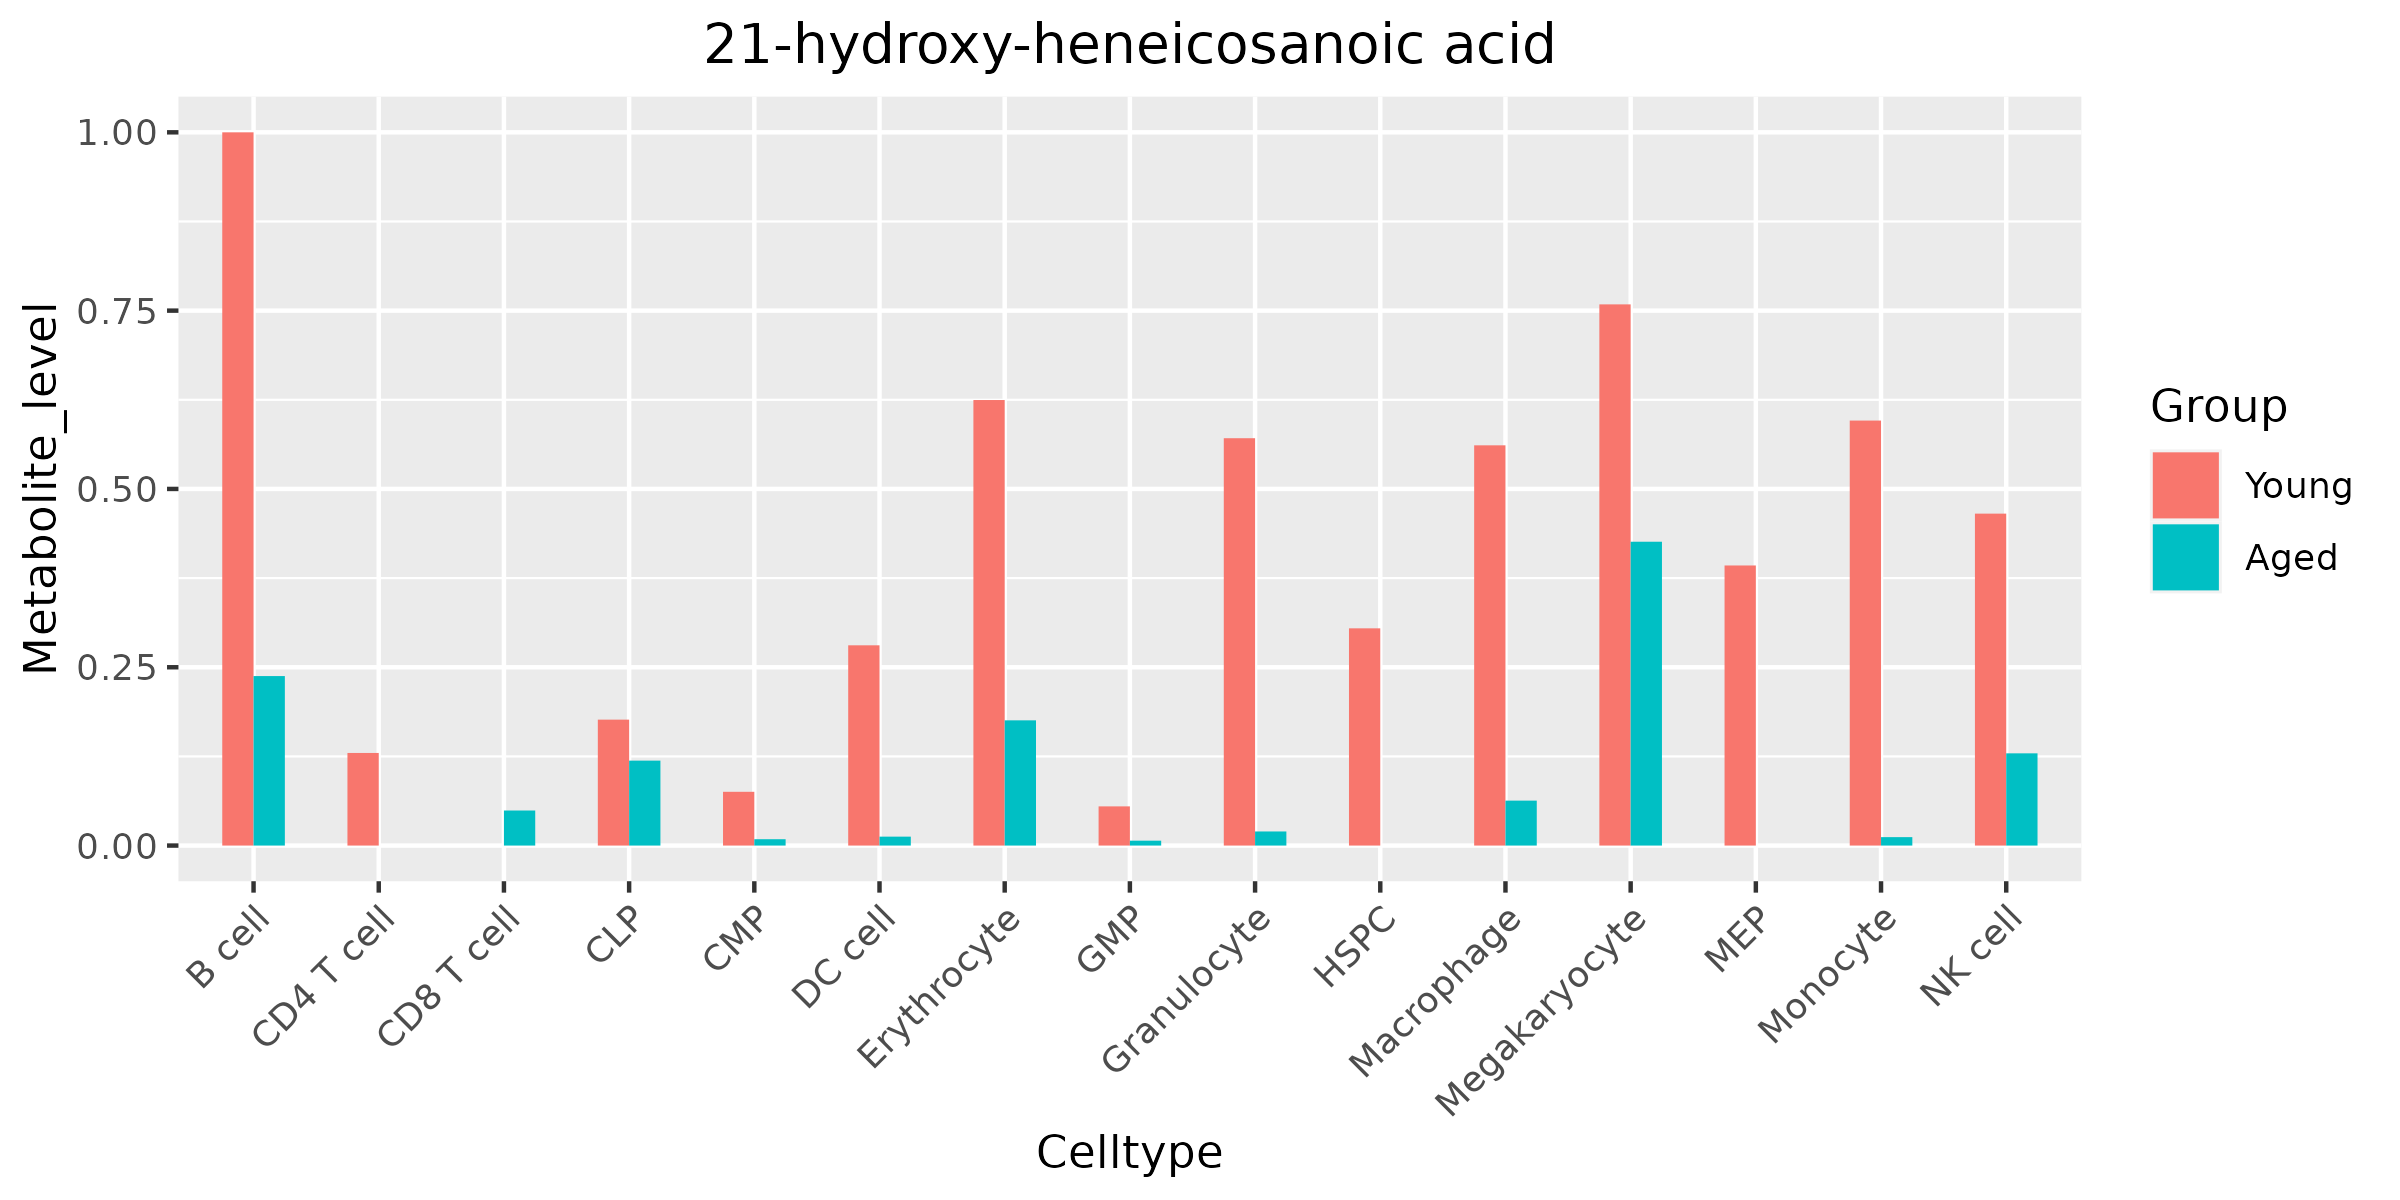 21-hydroxy-heneicosanoic acid
Metabolite_level
1.00
0.75
0.50
0.25
0.00
B cell
CD4 T cell
CD8 T cell
CLP
CMP
DC cell
Erythrocyte
GMP
Granulocyte
HSPC
Macrophage
Megakaryocyte
MEP
Monocyte
NK cell
Celltype
Group
Young
Aged